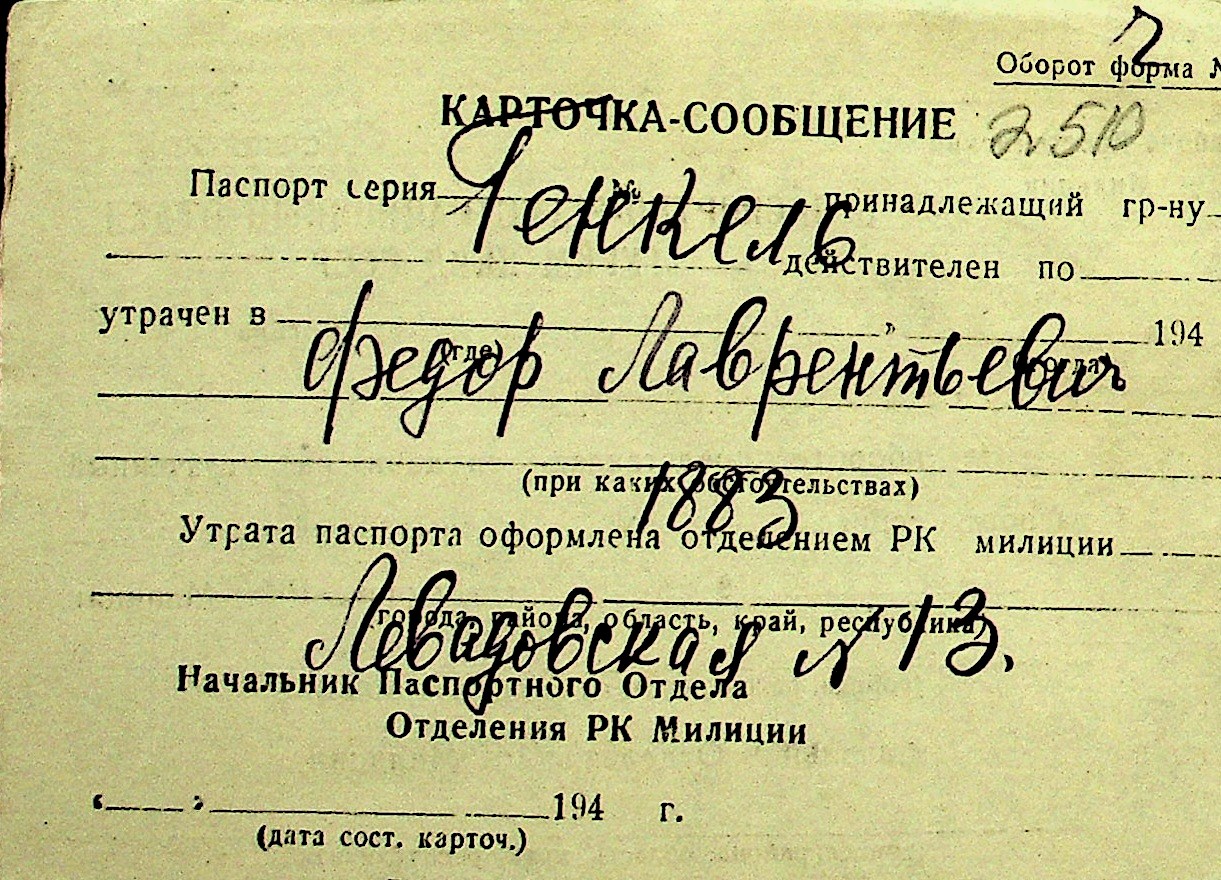 2
Оборот форма №
КАРТОЧКА-СООБЩЕНИЕ 2510
Паспорт серия № принадлежащий гр-ну
Генкель
действителен по
утрачен в " 194
(где) (когда)
Федор Лаврентьевич
(при каких обстоятельствах)
1883
Утрата паспорта оформлена отделением РК милиции
города, района, область, край, республика)
Левадовская N 13.
Начальник Паспортного Отдела
Отделения РК Милиции
" " 194 г.
(дата сост. карточ.)